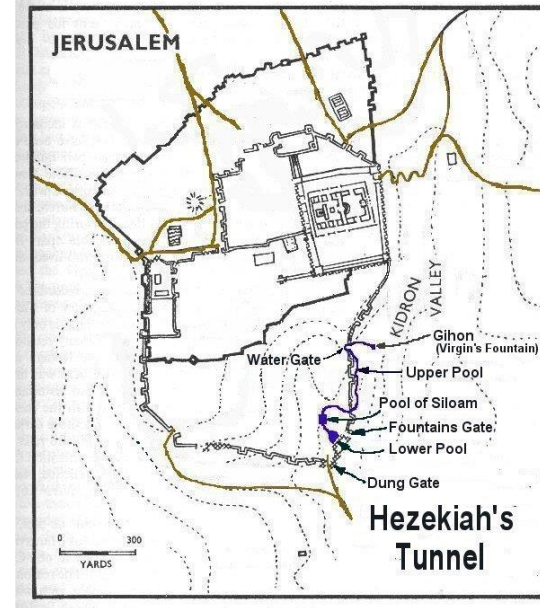 JERUSALEM
KIDRON
VALLEY
Gihon
(Virgin's Fountain)
Water Gate
Upper Pool
Pool of Siloam
Fountains Gate
Lower Pool
Dung Gate
Hezekiah's
Tunnel
0 300
YARDS